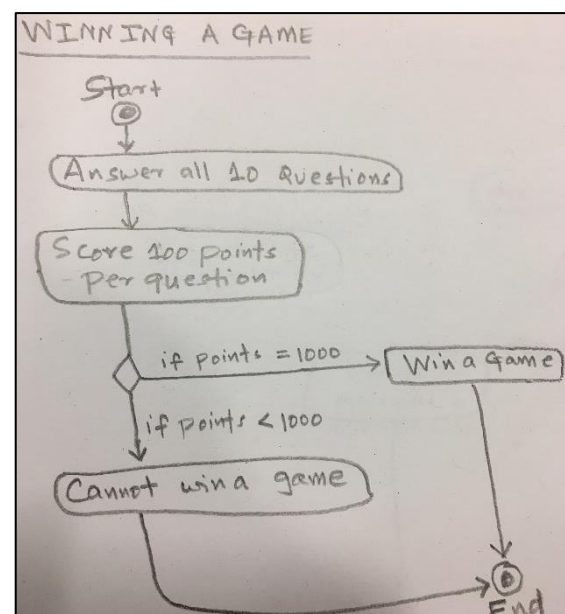 WINNING A GAME
Start
Answer all 10 Questions
Score 100 points
- Per question
if points = 1000
Win a Game
if points < 1000
Cannot win a game
End